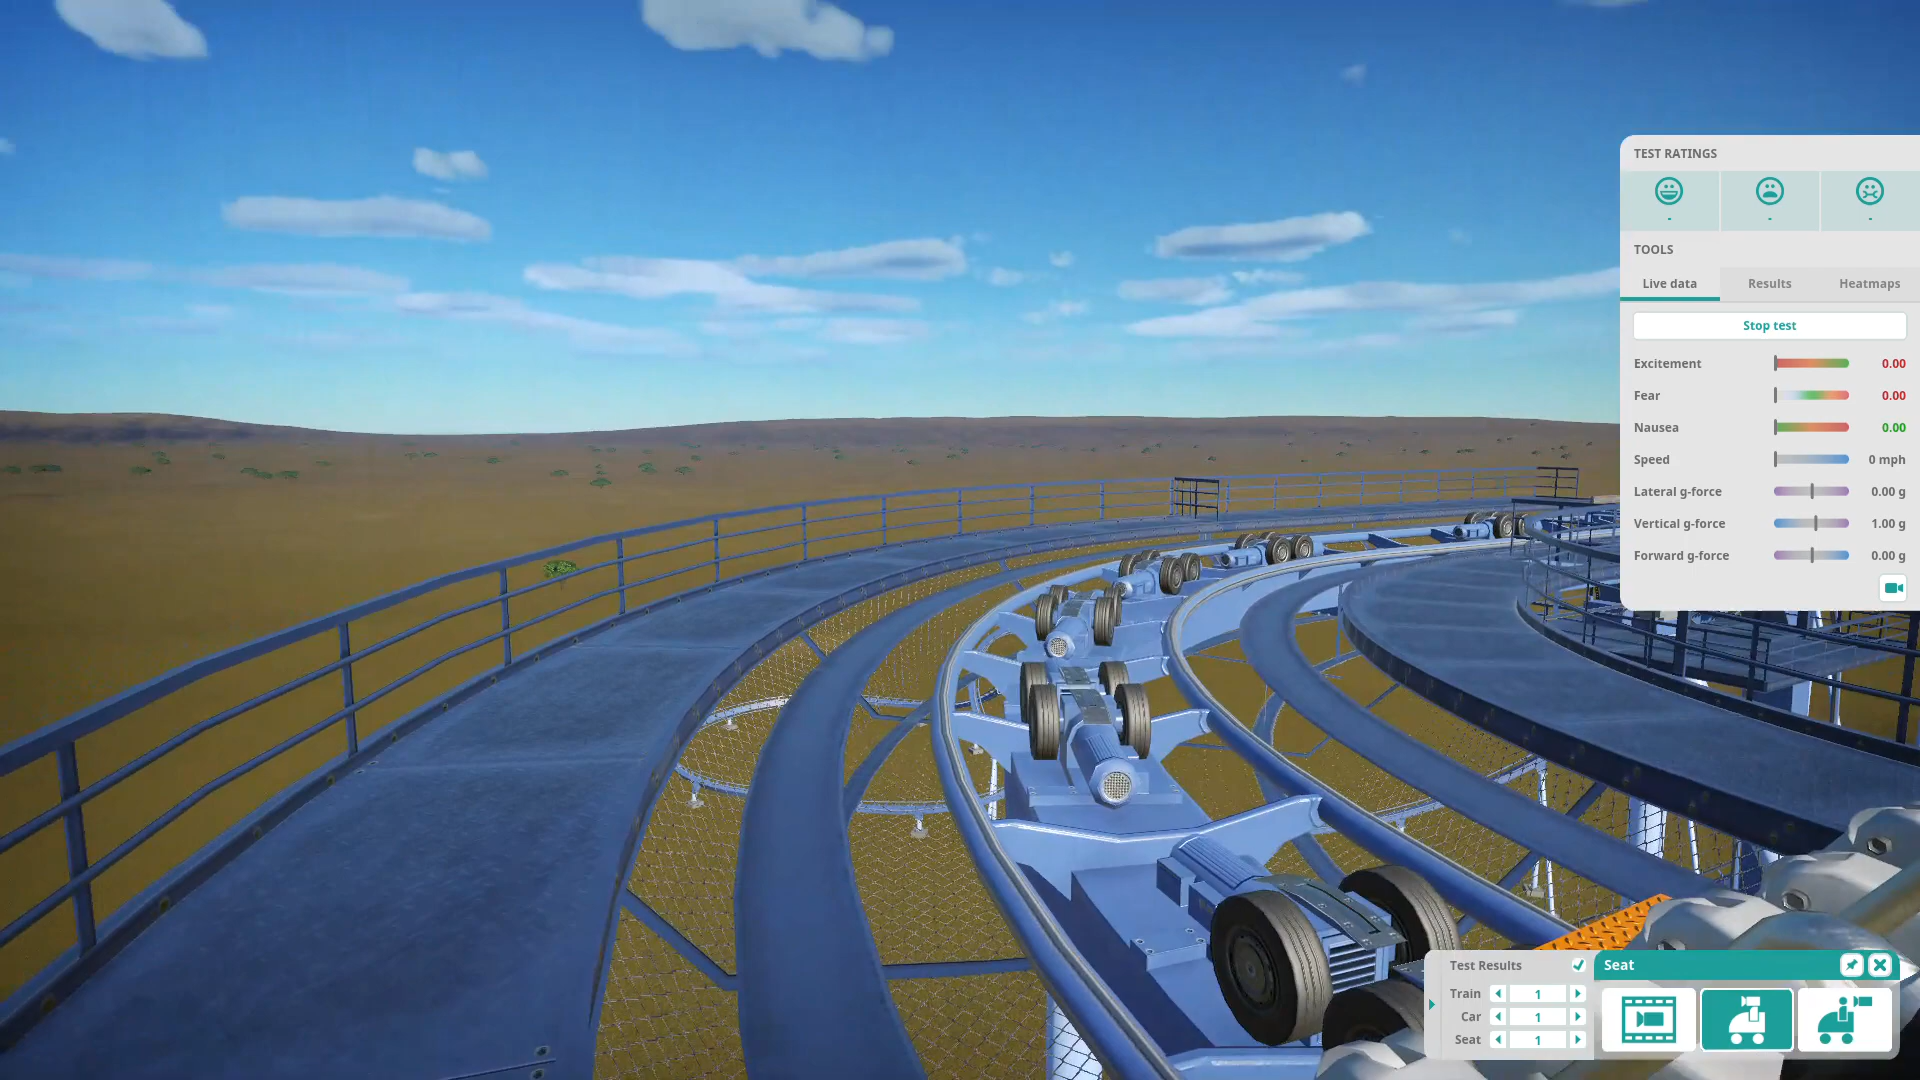 TEST RATINGS
- - -
TOOLS
Live data Results Heatmaps
Stop test
Excitement 0.00
Fear 0.00
Nausea 0.00
Speed 0 mph
Lateral g-force 0.00 g
Vertical g-force 1.00 g
Forward g-force 0.00 g
Test Results
Train 1
Car 1
Seat 1
Seat